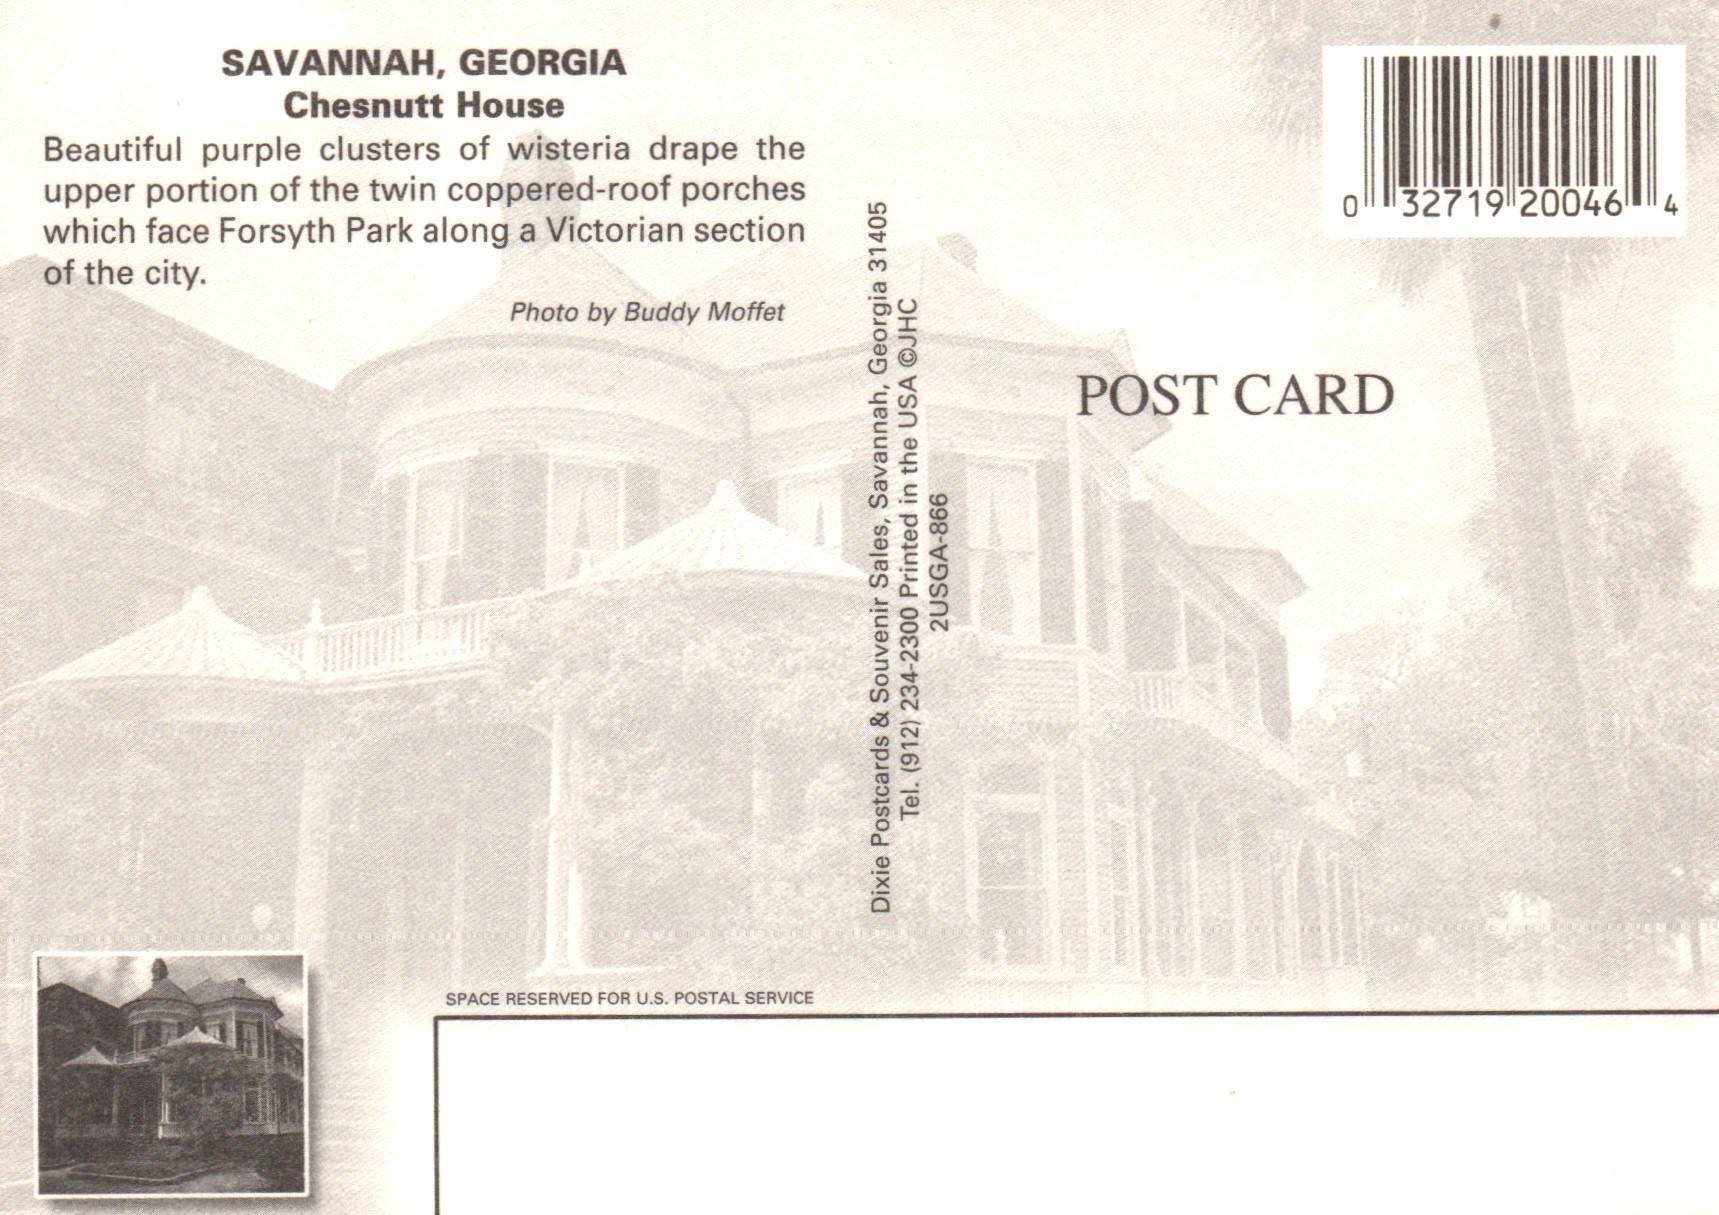 SAVANNAH, GEORGIA
Chesnutt House
Beautiful purple clusters of wisteria drape the
upper portion of the twin coppered-roof porches
which face Forsyth Park along a Victorian section
of the city.
Photo by Buddy Moffet
Dixie Postcards & Souvenir Sales, Savannah, Georgia 31405
Tel. (912) 234-2300 Printed in the USA ©JHC
2USGA-866
0 32719 20046 4
POST CARD
SPACE RESERVED FOR U.S. POSTAL SERVICE